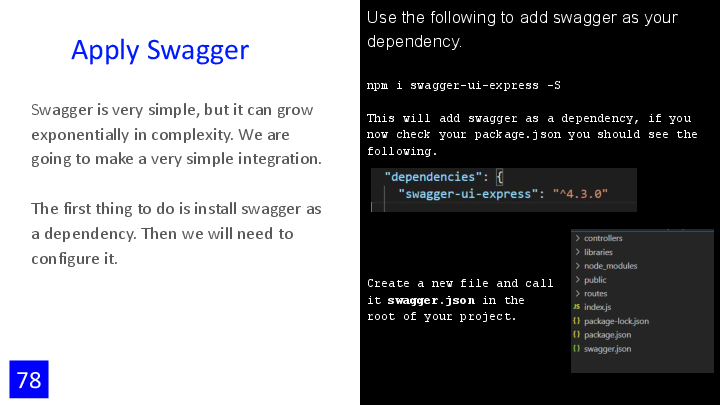 Apply Swagger
Swagger is very simple, but it can grow
exponentially in complexity. We are
going to make a very simple integration.
The first thing to do is install swagger as
a dependency. Then we will need to
configure it.
78
Use the following to add swagger as your
dependency.
npm i swagger-ui-express -S
This will add swagger as a dependency, if you
now check your package.json you should see the
following.
"dependencies": {
"swagger-ui-express": "^4.3.0"
Create a new file and call
it swagger.json in the
root of your project.
> controllers
> libraries
> node_modules
> public
> routes
JS index.js
{} package-lock.json
{} package.json
{} swagger.json